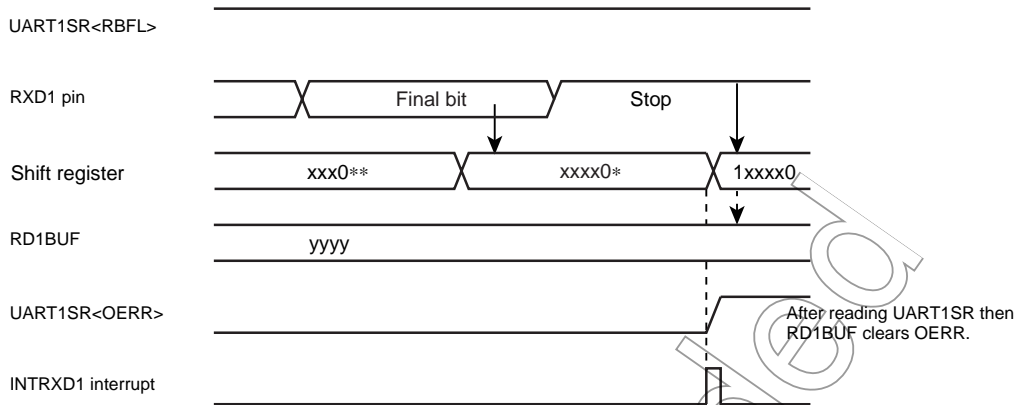 UART1SR<RBFL>
RXD1 pin
Final bit
Stop
Shift register
xxx0**
xxxx0*
1xxxx0
RD1BUF
yyyy
UART1SR<OERR>
After reading UART1SR then
RD1BUF clears OERR.
INTRXD1 interrupt